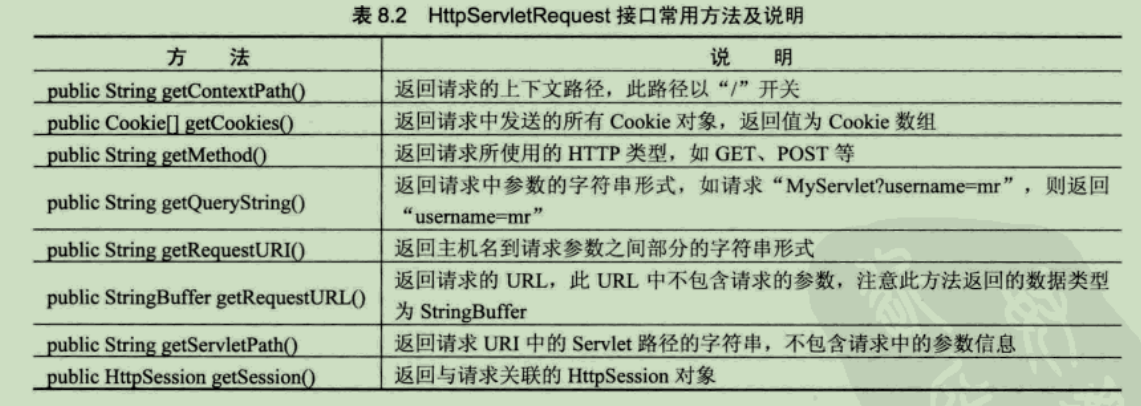 表 8.2 HttpServletRequest 接口常用方法及说明
方 法 说 明
public String getContextPath() 返回请求的上下文路径，此路径以“/”开关
public Cookie[] getCookies() 返回请求中发送的所有 Cookie 对象，返回值为 Cookie 数组
public String getMethod() 返回请求所使用的 HTTP 类型，如 GET、POST 等
public String getQueryString() 返回请求中参数的字符串形式，如请求“MyServlet?username=mr”，则返回
“username=mr”
public String getRequestURI() 返回主机名到请求参数之间部分的字符串形式
public StringBuffer getRequestURL() 返回请求的 URL，此 URL 中不包含请求的参数，注意此方法返回的数据类型
为 StringBuffer
public String getServletPath() 返回请求 URI 中的 Servlet 路径的字符串，不包含请求中的参数信息
public HttpSession getSession() 返回与请求关联的 HttpSession 对象